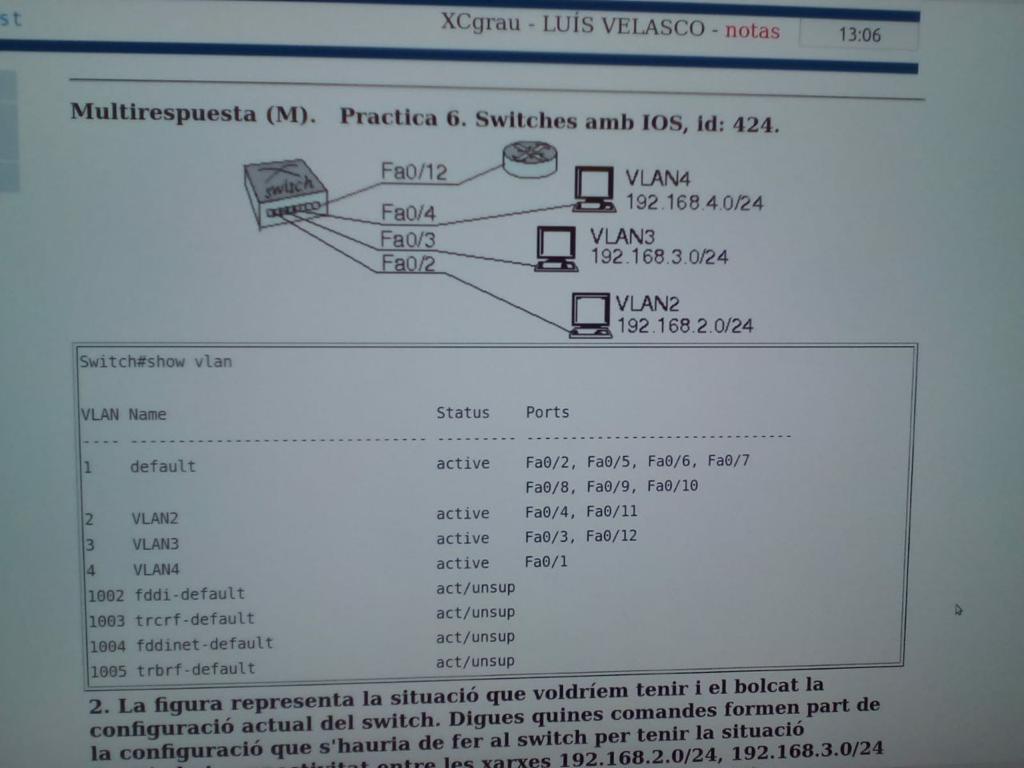 st
XCgrau - LUÍS VELASCO - notas 13:06
Multirespuesta (M). Practica 6. Switches amb IOS, id: 424.
switch
Fa0/12
VLAN4
192.168.4.0/24
Fa0/4
Fa0/3
VLAN3
192.168.3.0/24
Fa0/2
VLAN2
192.168.2.0/24
Switch#show vlan
VLAN Name Status Ports
---- -------------------------------- --------- -------------------------------
1 default active Fa0/2, Fa0/5, Fa0/6, Fa0/7
Fa0/8, Fa0/9, Fa0/10
2 VLAN2 active Fa0/4, Fa0/11
3 VLAN3 active Fa0/3, Fa0/12
4 VLAN4 active Fa0/1
1002 fddi-default act/unsup
1003 trcrf-default act/unsup
1004 fddinet-default act/unsup
1005 trbrf-default act/unsup
2. La figura representa la situació que voldríem tenir i el bolcat la
configuració actual del switch. Digues quines comandes formen part de
la configuració que s'hauria de fer al switch per tenir la situació
entre les xarxes 192.168.2.0/24, 192.168.3.0/24